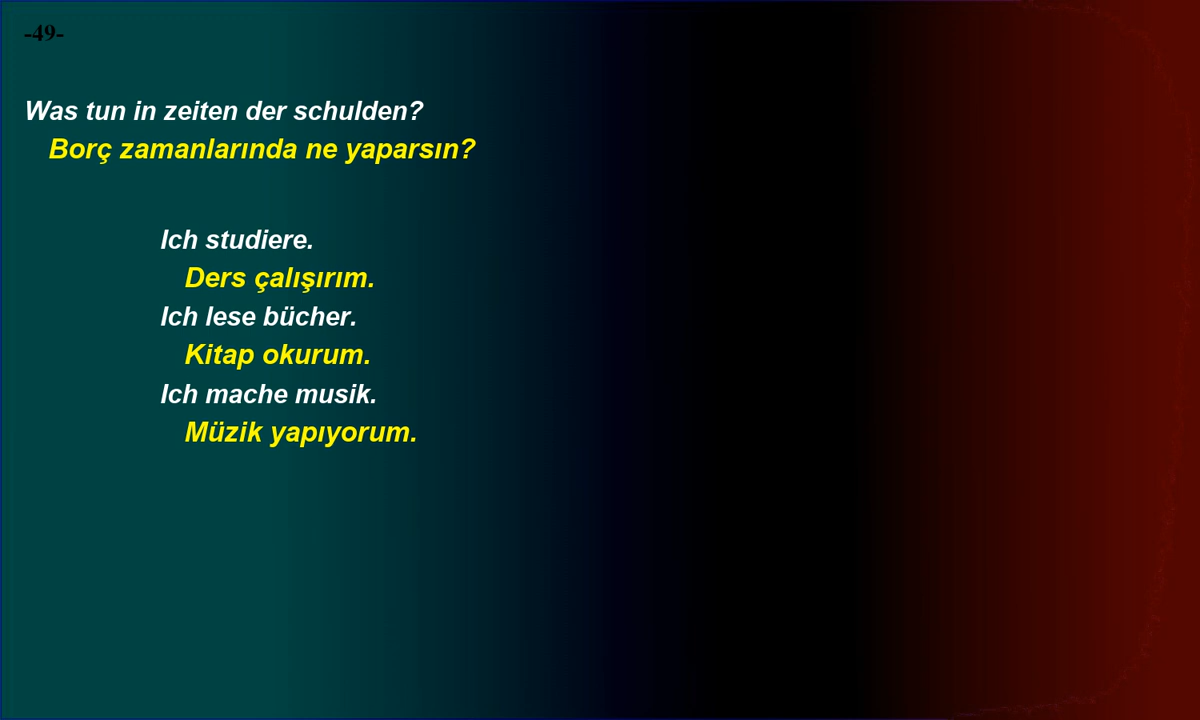 -49-
Was tun in zeiten der schulden?
Borç zamanlarında ne yaparsın?
Ich studiere.
Ders çalışırım.
Ich lese bücher.
Kitap okurum.
Ich mache musik.
Müzik yapıyorum.